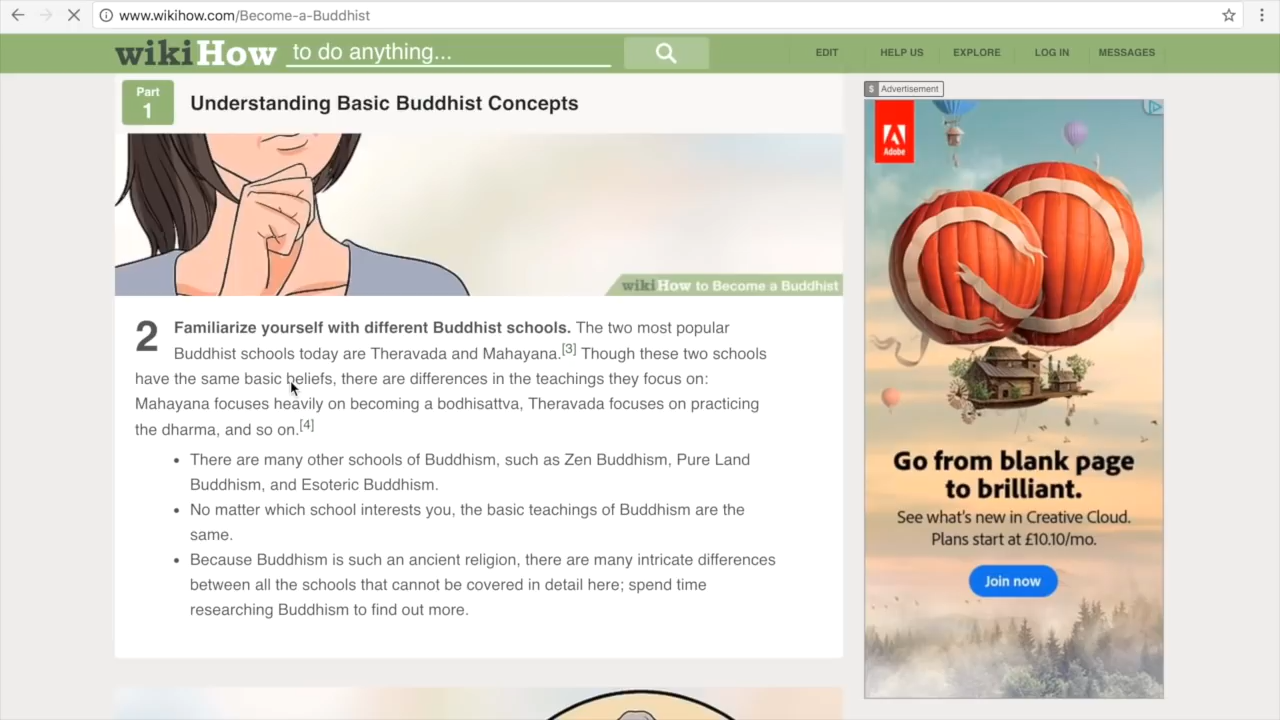 www.wikihow.com/Become-a-Buddhist
wikiHow to do anything...
EDIT
HELP US
EXPLORE
LOG IN
MESSAGES
Part
1
Understanding Basic Buddhist Concepts
$ Advertisement
Adobe
wikiHow to Become a Buddhist
2 Familiarize yourself with different Buddhist schools. The two most popular
Buddhist schools today are Theravada and Mahayana.[3] Though these two schools
have the same basic beliefs, there are differences in the teachings they focus on:
Mahayana focuses heavily on becoming a bodhisattva, Theravada focuses on practicing
the dharma, and so on.[4]
• There are many other schools of Buddhism, such as Zen Buddhism, Pure Land
Buddhism, and Esoteric Buddhism.
• No matter which school interests you, the basic teachings of Buddhism are the
same.
• Because Buddhism is such an ancient religion, there are many intricate differences
between all the schools that cannot be covered in detail here; spend time
researching Buddhism to find out more.
Go from blank page
to brilliant.
See what's new in Creative Cloud.
Plans start at £10.10/mo.
Join now